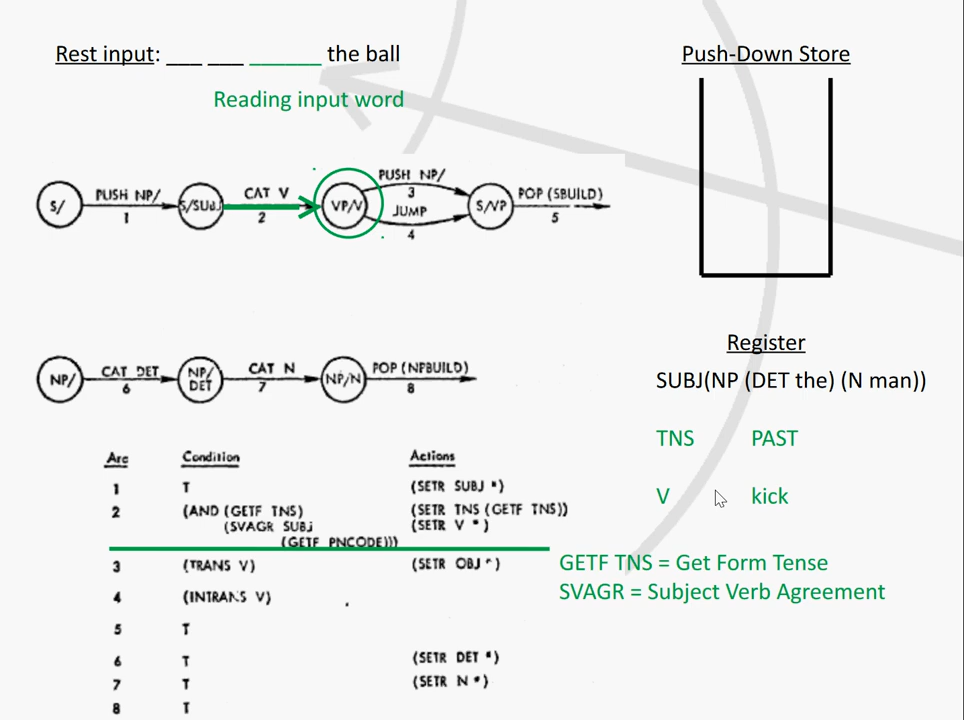 Rest input: ___ ___ ______ the ball
Push-Down Store
Reading input word
S/
PUSH NP/
1
S/SUBJ
CAT V
2
VP/V
PUSH NP/
3
JUMP
4
S/VP
POP (SBUILD)
5
Register
SUBJ(NP (DET the) (N man))
NP/
CAT DET
6
NP/
DET
CAT N
7
NP/N
POP (NPBUILD)
8
TNS PAST
V kick
Arc Condition Actions
1 T (SETR SUBJ *)
2 (AND (GETF TNS) (SETR TNS (GETF TNS))
(SVAGR SUBJ (SETR V *)
(GETF PNCODE)))
3 (TRANS V) (SETR OBJ *)
GETF TNS = Get Form Tense
SVAGR = Subject Verb Agreement
4 (INTRANS V)
5 T
6 T (SETR DET *)
7 T (SETR N *)
8 T